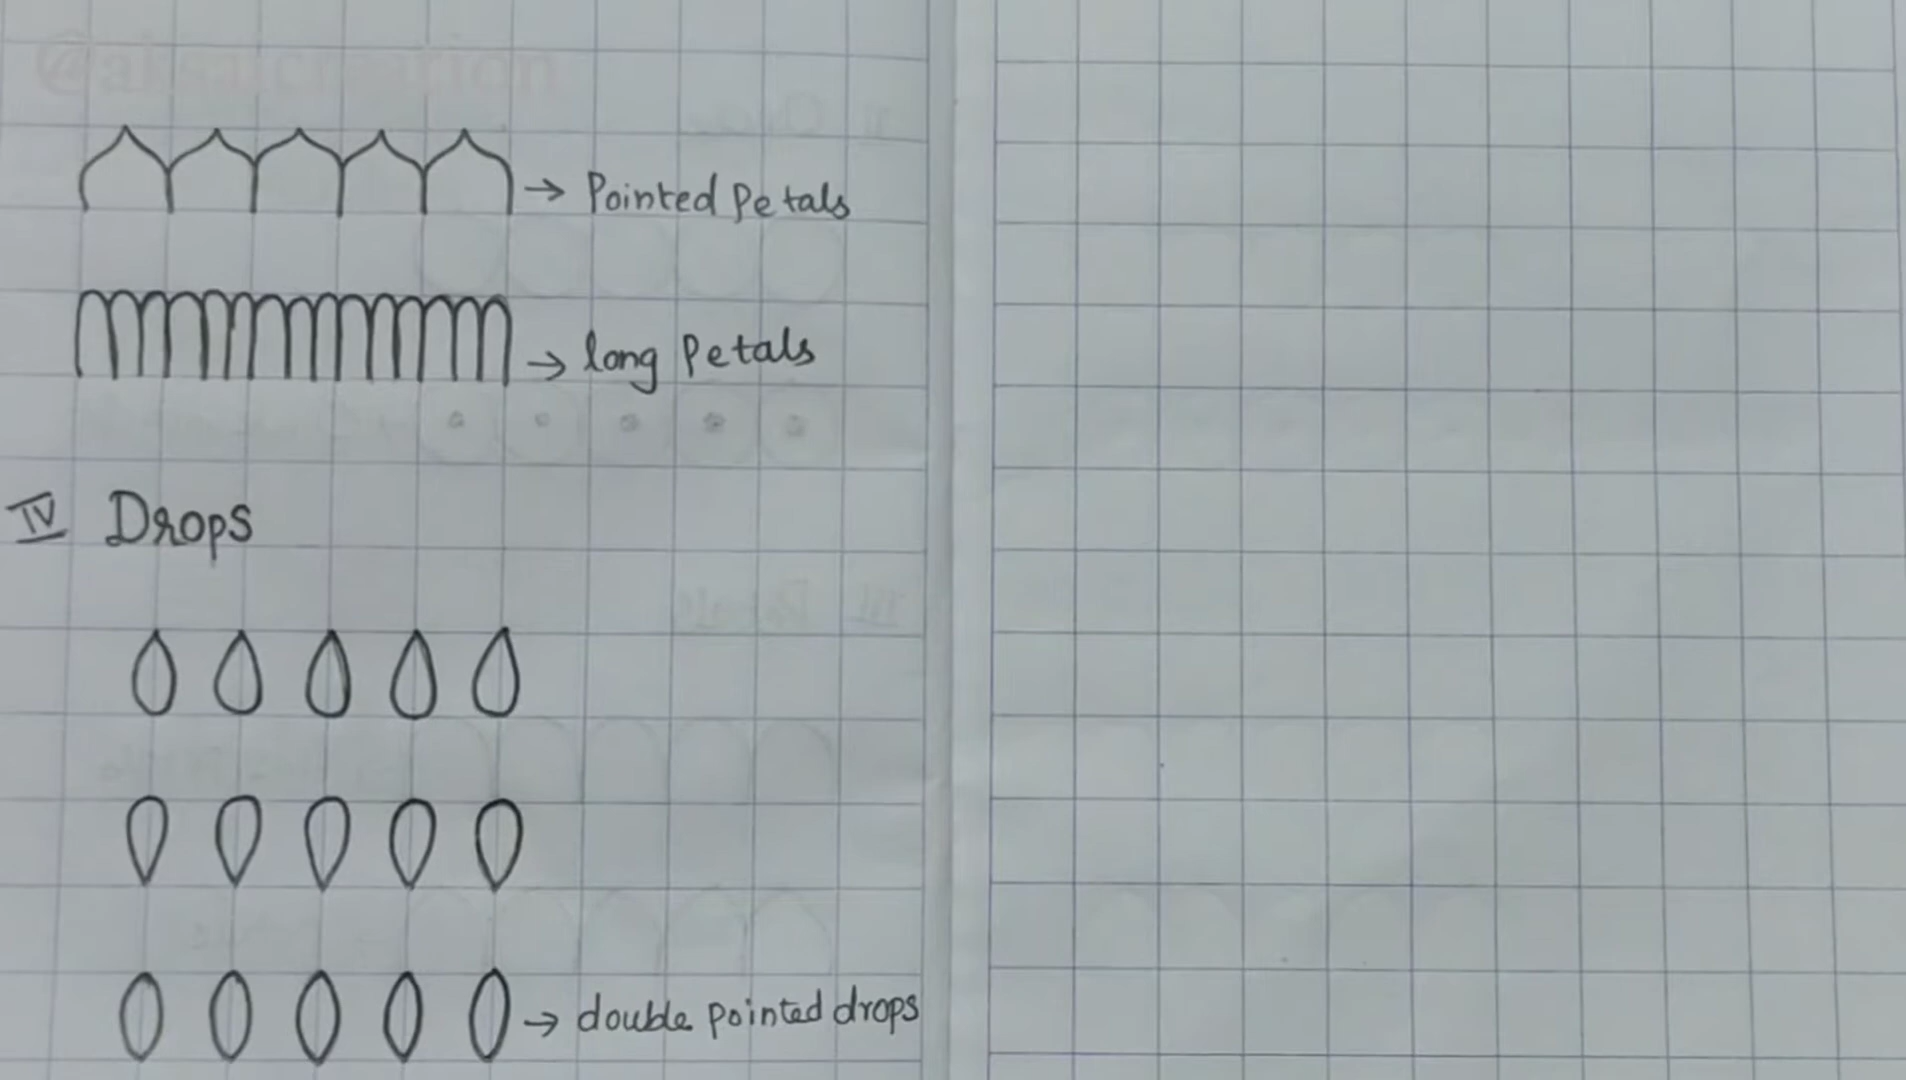 Pointed Petals
long Petals
IV Drops
double pointed drops